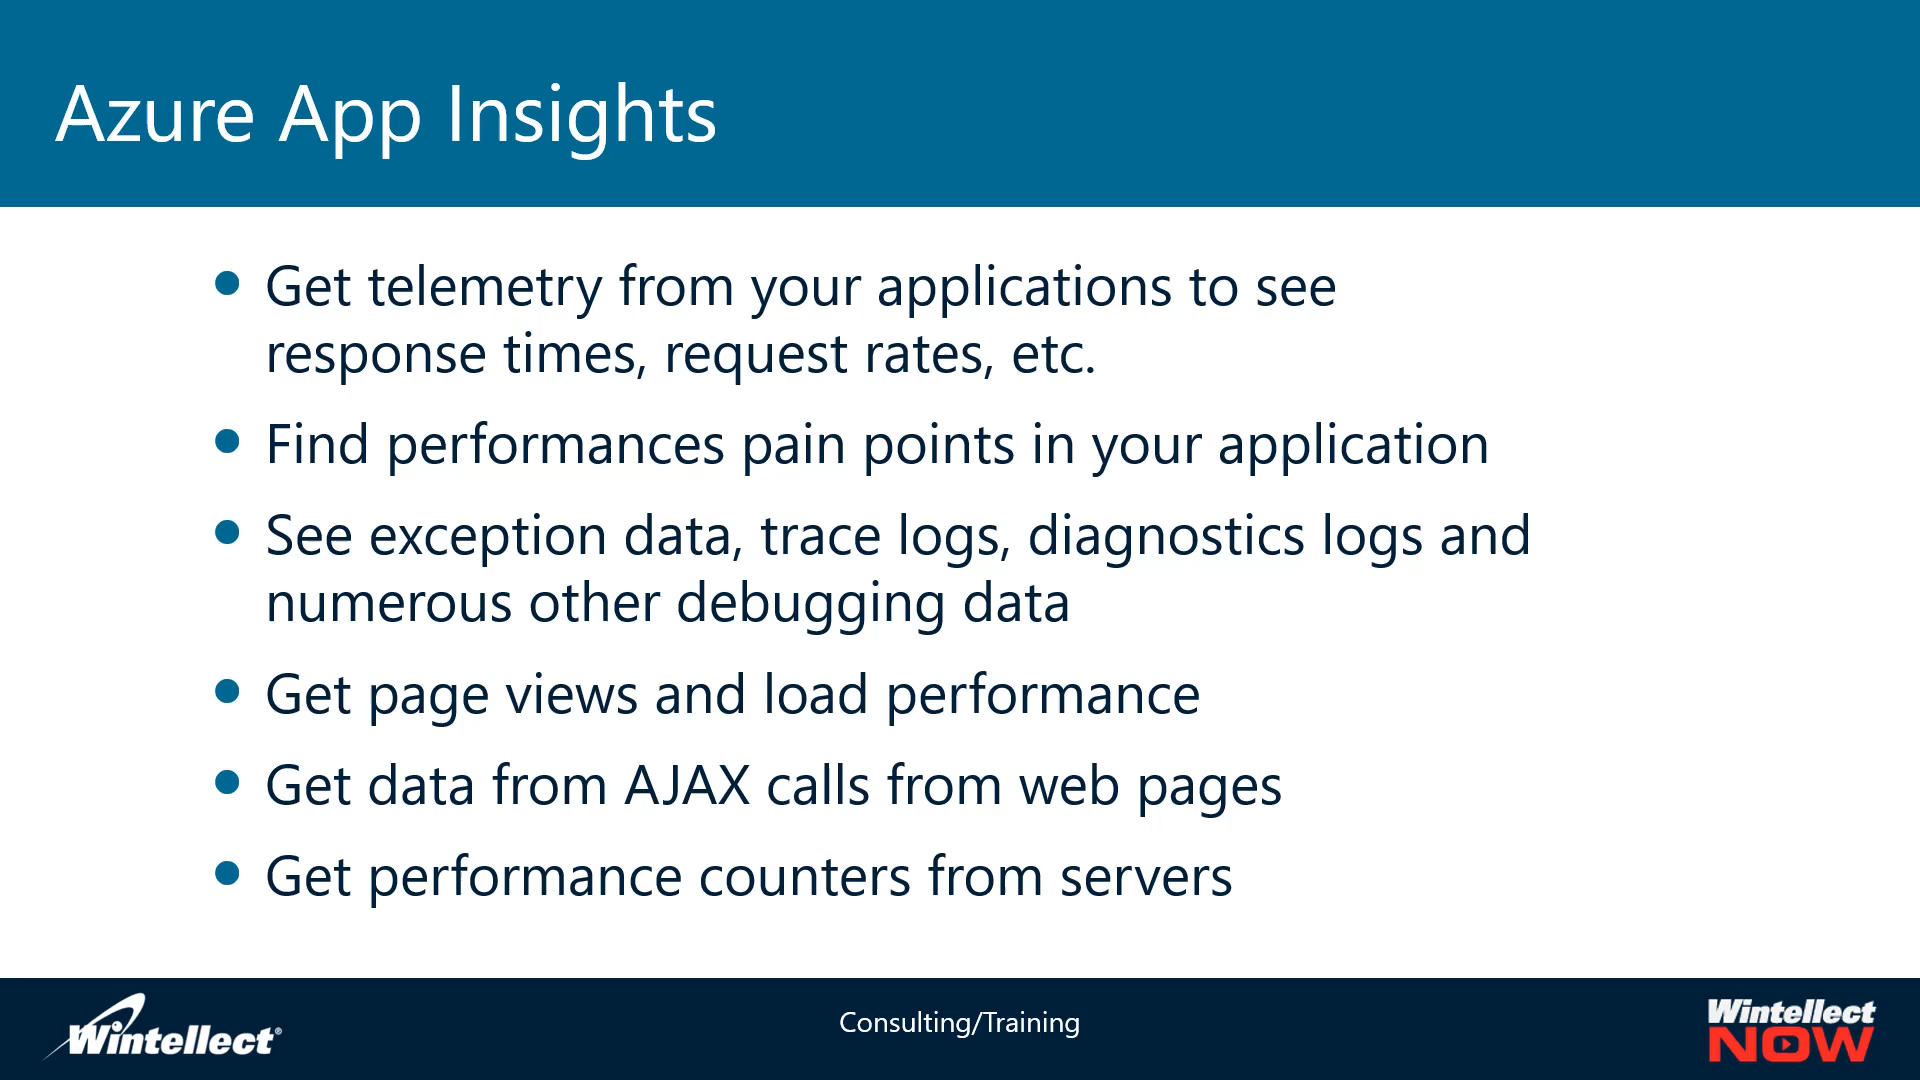 Azure App Insights
Get telemetry from your applications to see
response times, request rates, etc.
Find performances pain points in your application
See exception data, trace logs, diagnostics logs and
numerous other debugging data
Get page views and load performance
Get data from AJAX calls from web pages
Get performance counters from servers
Wintellect®
Consulting/Training
Wintellect
NOW